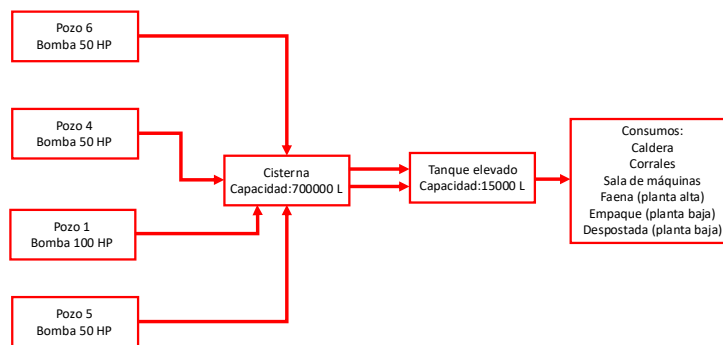 Pozo 6
Bomba 50 HP
Pozo 4
Bomba 50 HP
Cisterna
Capacidad:700000 L
Tanque elevado
Capacidad:15000 L
Consumos:
Caldera
Corrales
Sala de máquinas
Faena (planta alta)
Empaque (planta baja)
Despostada (planta baja)
Pozo 1
Bomba 100 HP
Pozo 5
Bomba 50 HP